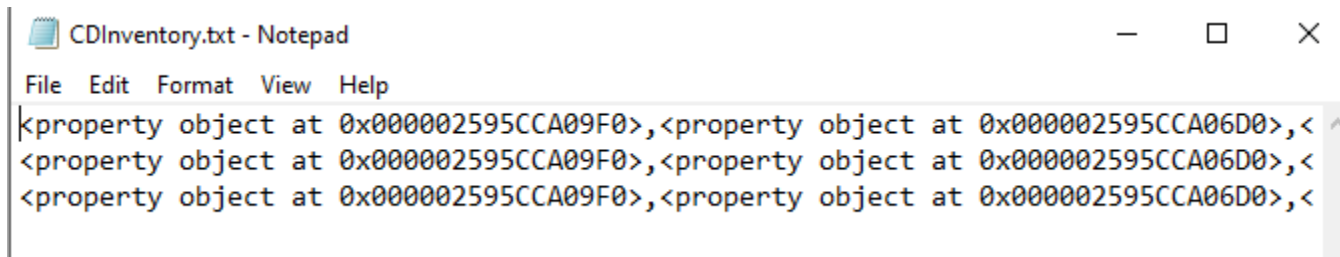 CDInventory.txt - Notepad
File Edit Format View Help
<property object at 0x000002595CCA09F0>,<property object at 0x000002595CCA06D0>,<
<property object at 0x000002595CCA09F0>,<property object at 0x000002595CCA06D0>,<
<property object at 0x000002595CCA09F0>,<property object at 0x000002595CCA06D0>,<